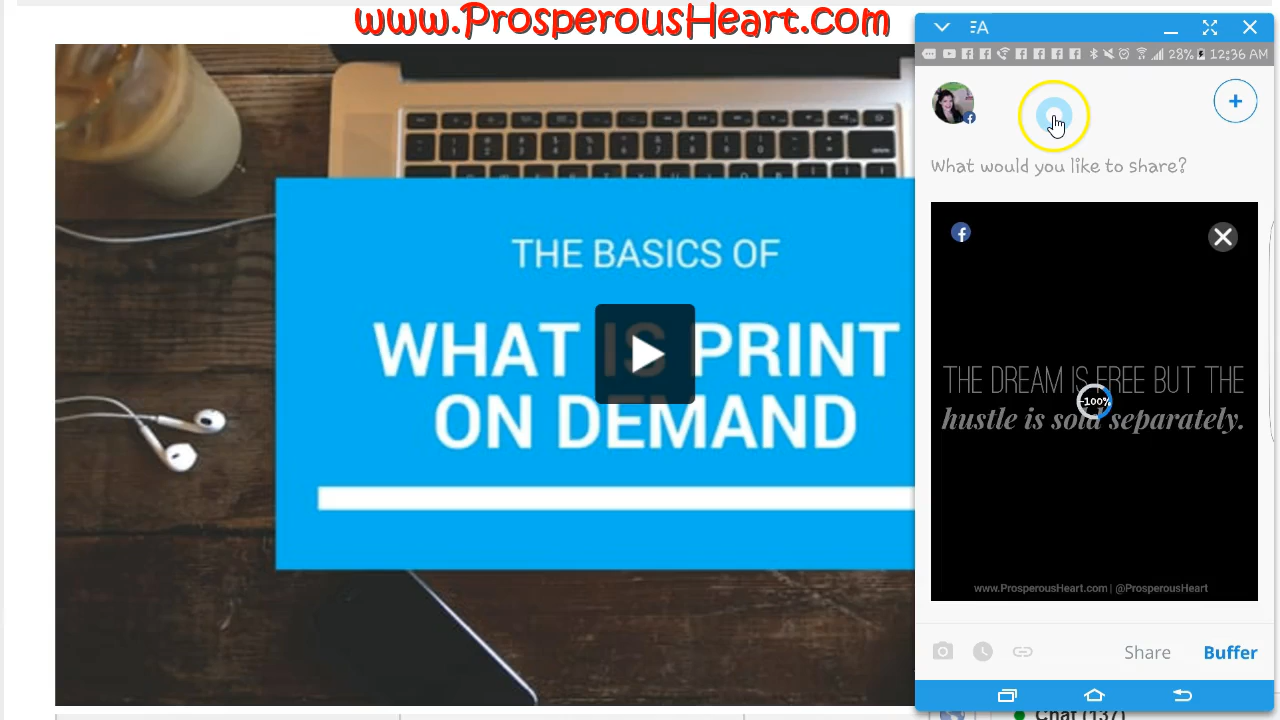 www.ProsperousHeart.com
THE BASICS OF
WHAT IS PRINT
ON DEMAND
28% 12:36 AM
What would you like to share?
THE DREAM IS FREE BUT THE
hustle is sold separately.
-100%
www.ProsperousHeart.com | @ProsperousHeart
Share
Buffer
Chat (137)